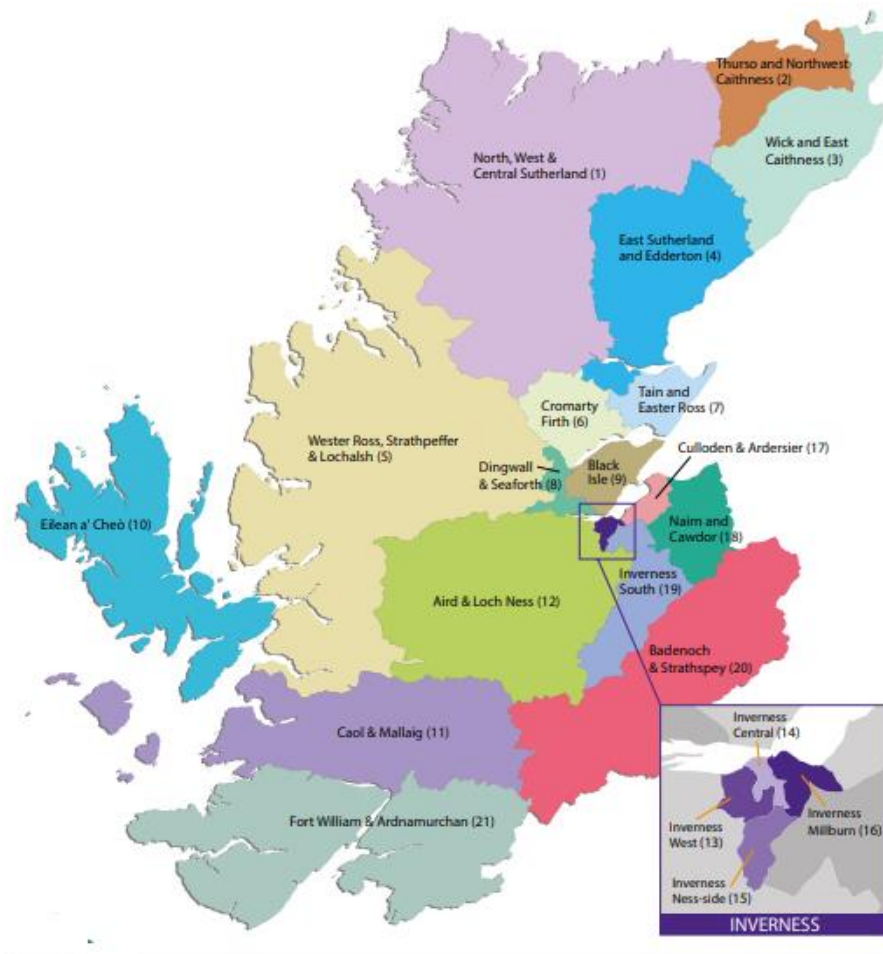 Thurso and Northwest
Caithness (2)
Wick and East
Caithness (3)
North, West &
Central Sutherland (1)
East Sutherland
and Edderton (4)
Tain and
Easter Ross (7)
Cromarty
Firth (6)
Wester Ross, Strathpeffer
& Lochalsh (5)
Culloden & Ardersier (17)
Dingwall
& Seaforth (8)
Black
Isle (9)
Eilean a' Cheò (10)
Nairn and
Cawdor (18)
Inverness
South (19)
Aird & Loch Ness (12)
Badenoch
& Strathspey (20)
Caol & Mallaig (11)
Fort William & Ardnamurchan (21)
Inverness
Central (14)
Inverness
West (13)
Inverness
Millburn (16)
Inverness
Ness-side (15)
INVERNESS